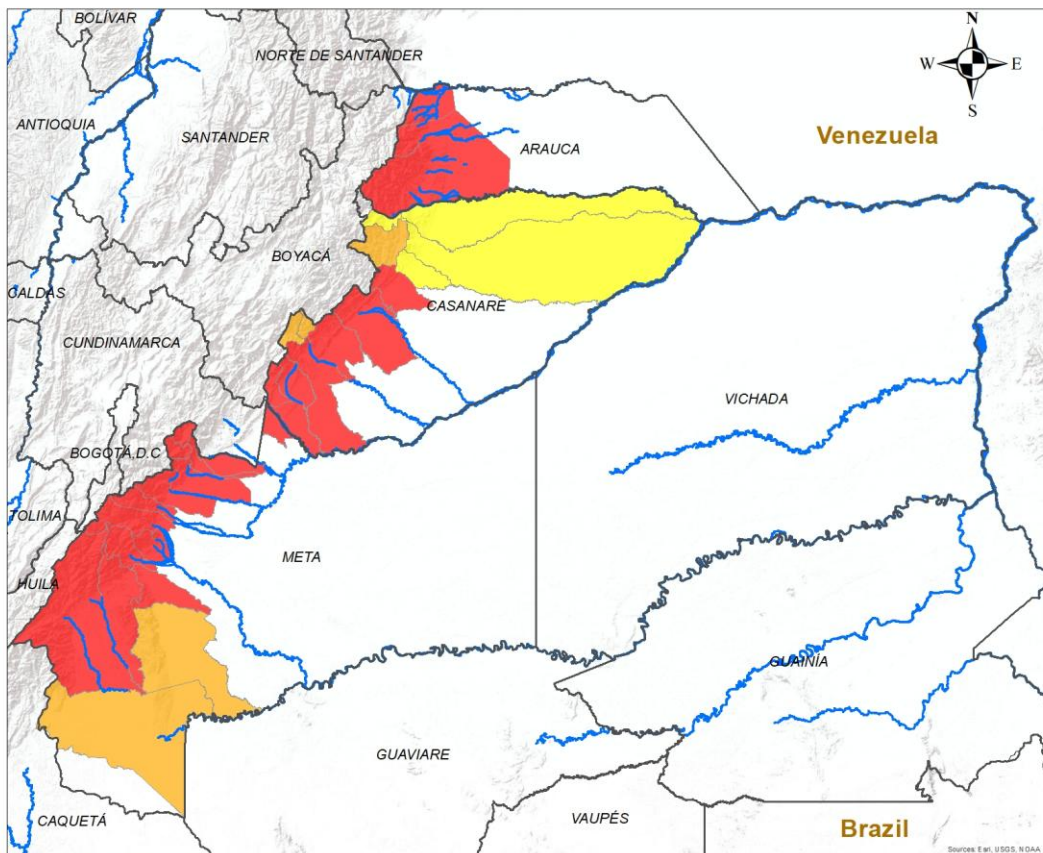 BOLÍVAR
NORTE DE SANTANDER
N
W
E
S
ANTIOQUIA
SANTANDER
Venezuela
ARAUCA
BOYACÁ
CALDAS
CASANARE
CUNDINAMARCA
VICHADA
BOGOTÁ,D.C
TOLIMA
META
HUILA
GUAINÍA
GUAVIARE
CAQUETÁ
VAUPÉS
Brazil
Sources: Esri, USGS, NOAA